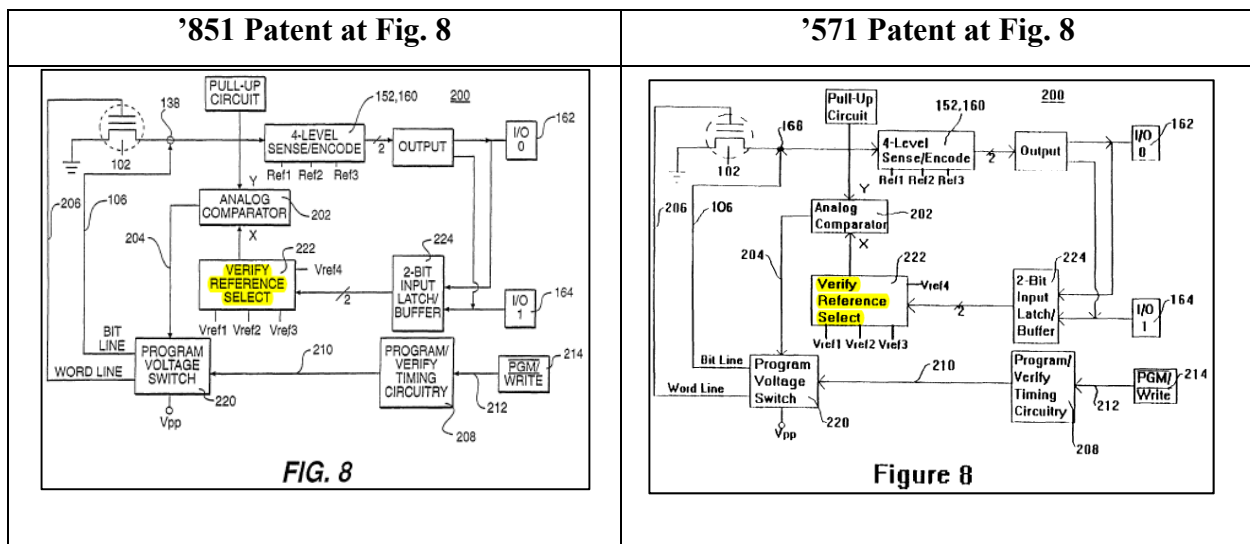 ’851 Patent at Fig. 8
’571 Patent at Fig. 8
PULL-UP
CIRCUIT
138
152,160
200
4-LEVEL
SENSE/ENCODE
2
OUTPUT
I/O
0
162
102
Ref1 Ref2 Ref3
Y
ANALOG
COMPARATOR
202
206
106
X
204
222
224
VERIFY
REFERENCE
SELECT
Vref4
2
2-BIT
INPUT
LATCH/
BUFFER
I/O
1
164
Vref1 Vref2 Vref3
BIT
LINE
WORD LINE
PROGRAM
VOLTAGE
SWITCH
210
PROGRAM/
VERIFY
TIMING
CIRCUITRY
PGM/
WRITE
214
212
220
Vpp
208
FIG. 8
Pull-Up
Circuit
168
152,160
200
4-Level
Sense/Encode
2
Output
I/O
0
162
102
Ref1 Ref2 Ref3
Y
Analog
Comparator
202
206
106
X
204
222
224
Verify
Reference
Select
Vref4
2
2-Bit
Input
Latch/
Buffer
I/O
1
164
Vref1 Vref2 Vref3
Bit Line
Word Line
Program
Voltage
Switch
210
Program/
Verify
Timing
Circuitry
PGM/
Write
214
212
220
Vpp
208
Figure 8